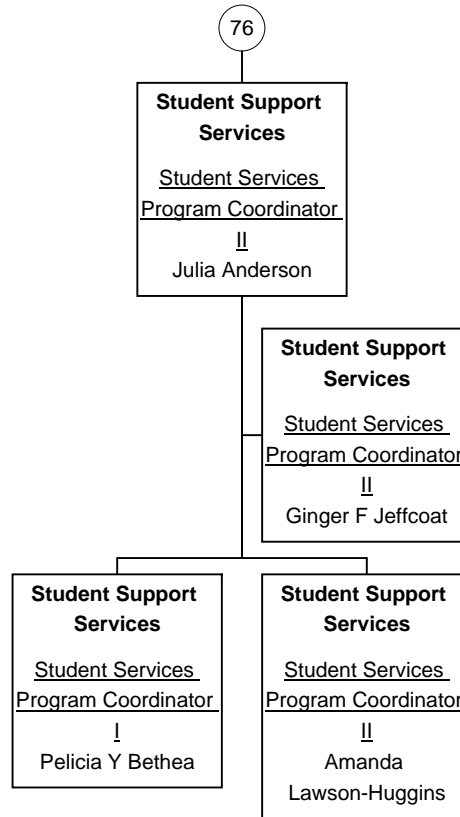 76
Student Support
Services
Student Services
Program Coordinator
II
Julia Anderson
Student Support
Services
Student Services
Program Coordinator
II
Ginger F Jeffcoat
Student Support
Services
Student Services
Program Coordinator
I
Pelicia Y Bethea
Student Support
Services
Student Services
Program Coordinator
II
Amanda
Lawson-Huggins